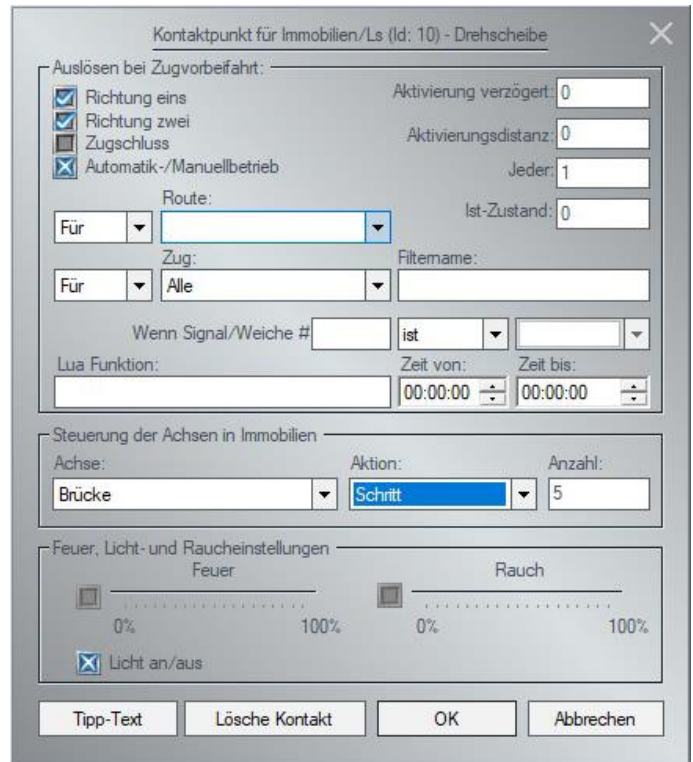 Kontaktpunkt für Immobilien/Ls (Id: 10) - Drehscheibe
Auslösen bei Zugvorbeifahrt:
Richtung eins
Aktivierung verzögert: 0
Richtung zwei
Zugschluss
Aktivierungsdistanz: 0
Automatik-/Manuellbetrieb
Jeder: 1
Route:
Ist-Zustand: 0
Für
Zug:
Filtername:
Für
Alle
Wenn Signal/Weiche #
ist
Lua Funktion:
Zeit von:
Zeit bis:
00:00:00
00:00:00
Steuerung der Achsen in Immobilien
Achse:
Aktion:
Anzahl:
Brücke
Schritt
5
Feuer, Licht- und Raucheinstellungen
Feuer
Rauch
0%
100%
0%
100%
Licht an/aus
Tipp-Text
Lösche Kontakt
OK
Abbrechen